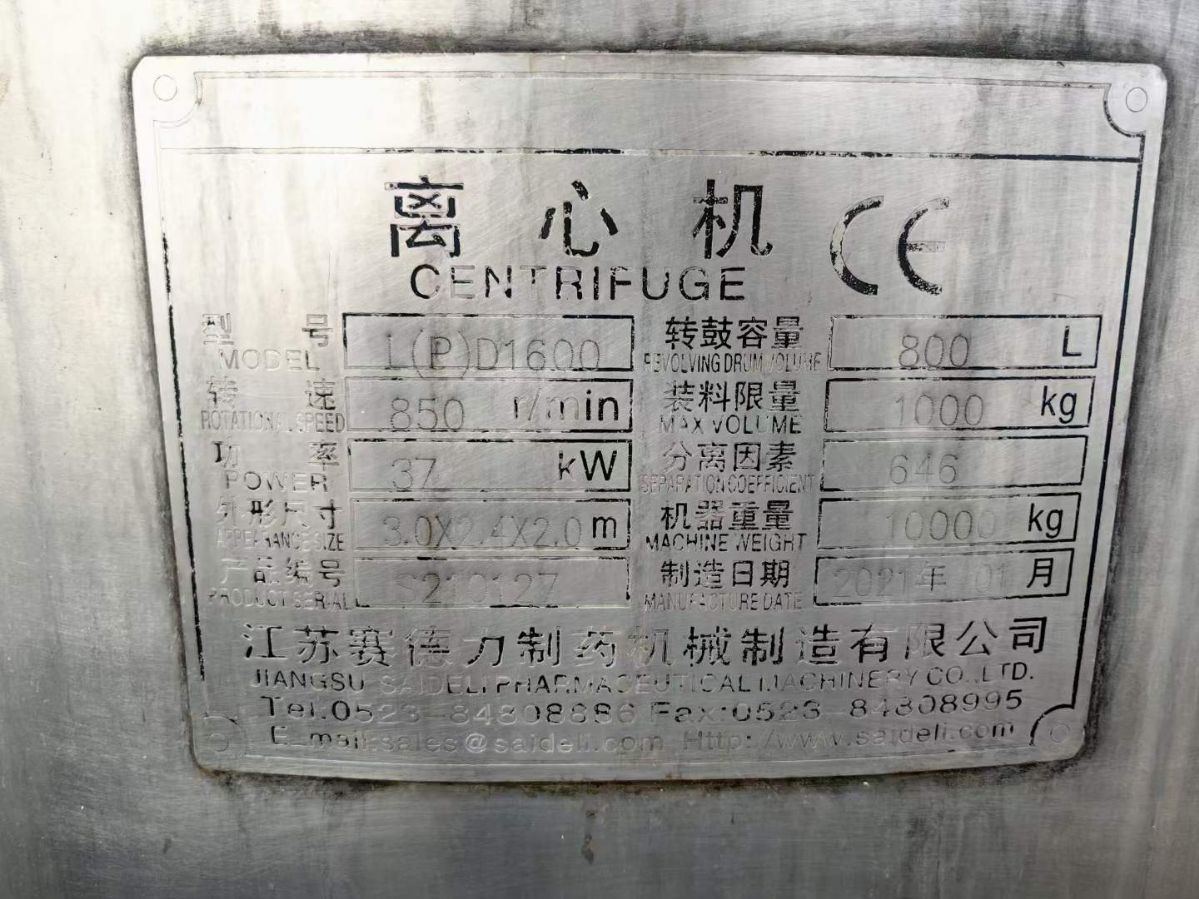 离心机 CE
CENTRIFUGE
型号 L(P)D1600 转鼓容量 800 L
MODEL REVOLVING DRUM VOLUME
转速 850 r/min 装料限量 1000 kg
ROTATIONAL SPEED MAX VOLUME
功率 37 kW 分离因素 646
POWER SEPARATION COEFFICIENT
外形尺寸 3.0X2.4X2.0 m 机器重量 10000 kg
APPEARANCE SIZE MACHINE WEIGHT
产品编号 S210127 制造日期 2021年 01月
PRODUCT SERIAL MANUFACTURE DATE
江苏赛德力制药机械制造有限公司
JIANGSU SAIDELI PHARMACEUTICAL MACHINERY CO.,LTD.
Tel:0523-84808886 Fax:0523-84808995
E_mail:sales@saideli.com Http://www.saideli.com